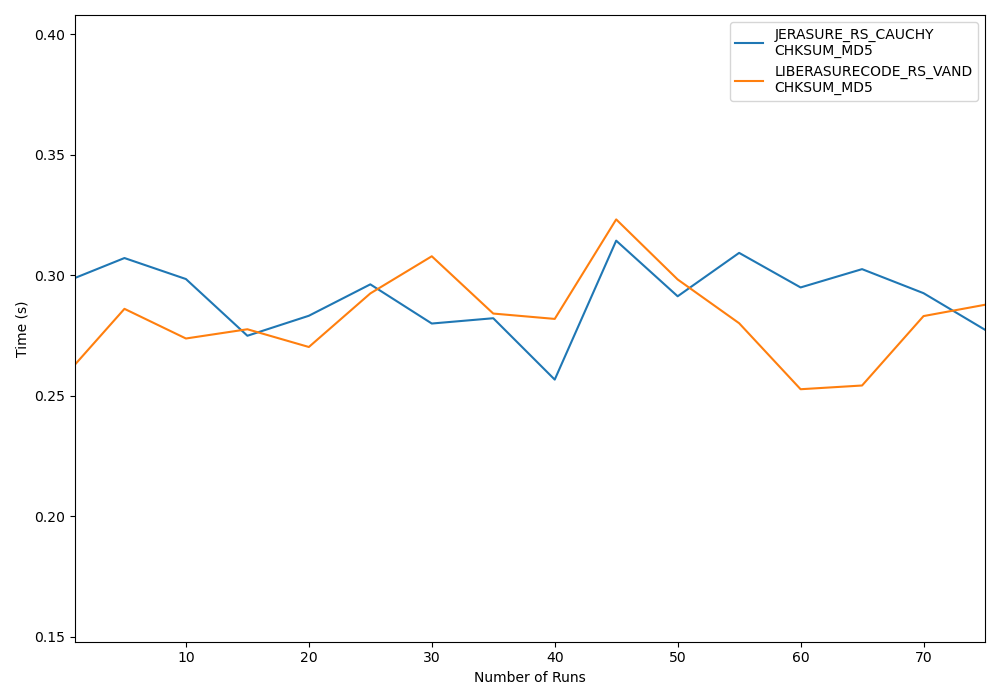 JERASURE_RS_CAUCHY
CHKSUM_MD5
LIBERASURECODE_RS_VAND
CHKSUM_MD5
0.40
0.35
0.30
0.25
0.20
0.15
Time (s)
10 20 30 40 50 60 70
Number of Runs